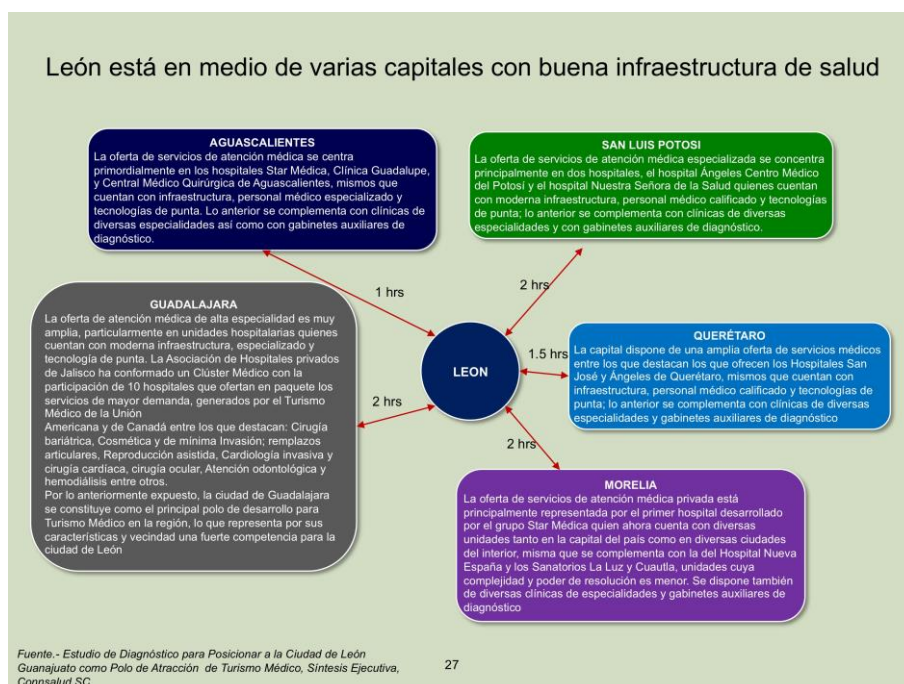 León está en medio de varias capitales con buena infraestructura de salud
AGUASCALIENTES
La oferta de servicios de atención médica se centra
primordialmente en los hospitales Star Médica, Clínica Guadalupe,
y Central Médico Quirúrgica de Aguascalientes, mismos que
cuentan con infraestructura, personal médico especializado y
tecnologías de punta. Lo anterior se complementa con clínicas de
diversas especialidades así como con gabinetes auxiliares de
diagnóstico.
SAN LUIS POTOSI
La oferta de servicios de atención médica especializada se concentra
principalmente en dos hospitales, el hospital Ángeles Centro Médico
del Potosí y el hospital Nuestra Señora de la Salud quienes cuentan
con moderna infraestructura, personal médico calificado y tecnologías
de punta; lo anterior se complementa con clínicas de diversas
especialidades y con gabinetes auxiliares de diagnóstico.
1 hrs
2 hrs
GUADALAJARA
La oferta de atención médica de alta especialidad es muy
amplia, particularmente en unidades hospitalarias quienes
cuentan con moderna infraestructura, especializado y
tecnología de punta. La Asociación de Hospitales privados
de Jalisco ha conformado un Clúster Médico con la
participación de 10 hospitales que ofertan en paquete los
servicios de mayor demanda, generados por el Turismo
Médico de la Unión
Americana y de Canadá entre los que destacan: Cirugía
bariátrica, Cosmética y de mínima Invasión; remplazos
articulares, Reproducción asistida, Cardiología invasiva y
cirugía cardíaca, cirugía ocular, Atención odontológica y
hemodiálisis entre otros.
Por lo anteriormente expuesto, la ciudad de Guadalajara
se constituye como el principal polo de desarrollo para
Turismo Médico en la región, lo que representa por sus
características y vecindad una fuerte competencia para la
ciudad de León
2 hrs
LEON
1.5 hrs
QUERÉTARO
La capital dispone de una amplia oferta de servicios médicos
entre los que destacan los que ofrecen los Hospitales San
José y Ángeles de Querétaro, mismos que cuentan con
infraestructura, personal médico calificado y tecnologías de
punta; lo anterior se complementa con clínicas de diversas
especialidades y gabinetes auxiliares de diagnóstico
2 hrs
MORELIA
La oferta de servicios de atención médica privada está
principalmente representada por el primer hospital desarrollado
por el grupo Star Médica quien ahora cuenta con diversas
unidades tanto en la capital del país como en diversas ciudades
del interior, misma que se complementa con la del Hospital Nueva
España y los Sanatorios La Luz y Cuautla, unidades cuya
complejidad y poder de resolución es menor. Se dispone también
de diversas clínicas de especialidades y gabinetes auxiliares de
diagnóstico
Fuente.- Estudio de Diagnóstico para Posicionar a la Ciudad de León
Guanajuato como Polo de Atracción de Turismo Médico, Síntesis Ejecutiva,
Connsalud SC
27